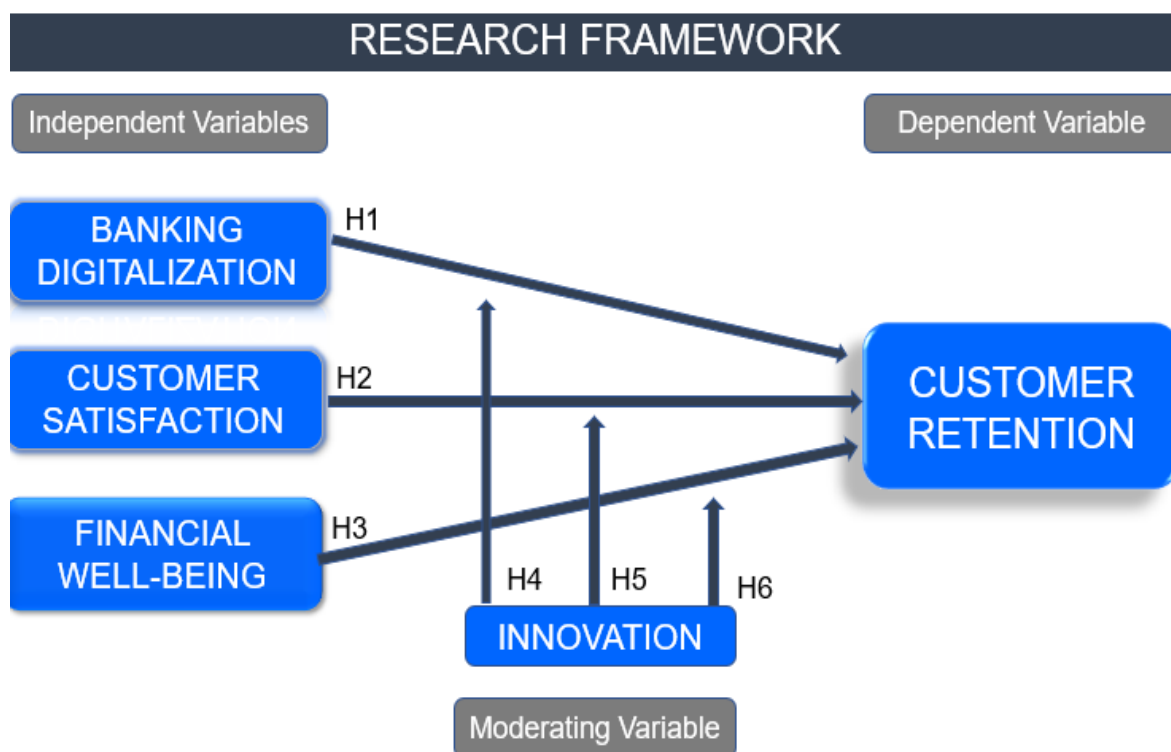 RESEARCH FRAMEWORK
Independent Variables
Dependent Variable
BANKING
DIGITALIZATION
H1
CUSTOMER
SATISFACTION
H2
CUSTOMER
RETENTION
FINANCIAL
WELL-BEING
H3
H4
H5
H6
INNOVATION
Moderating Variable